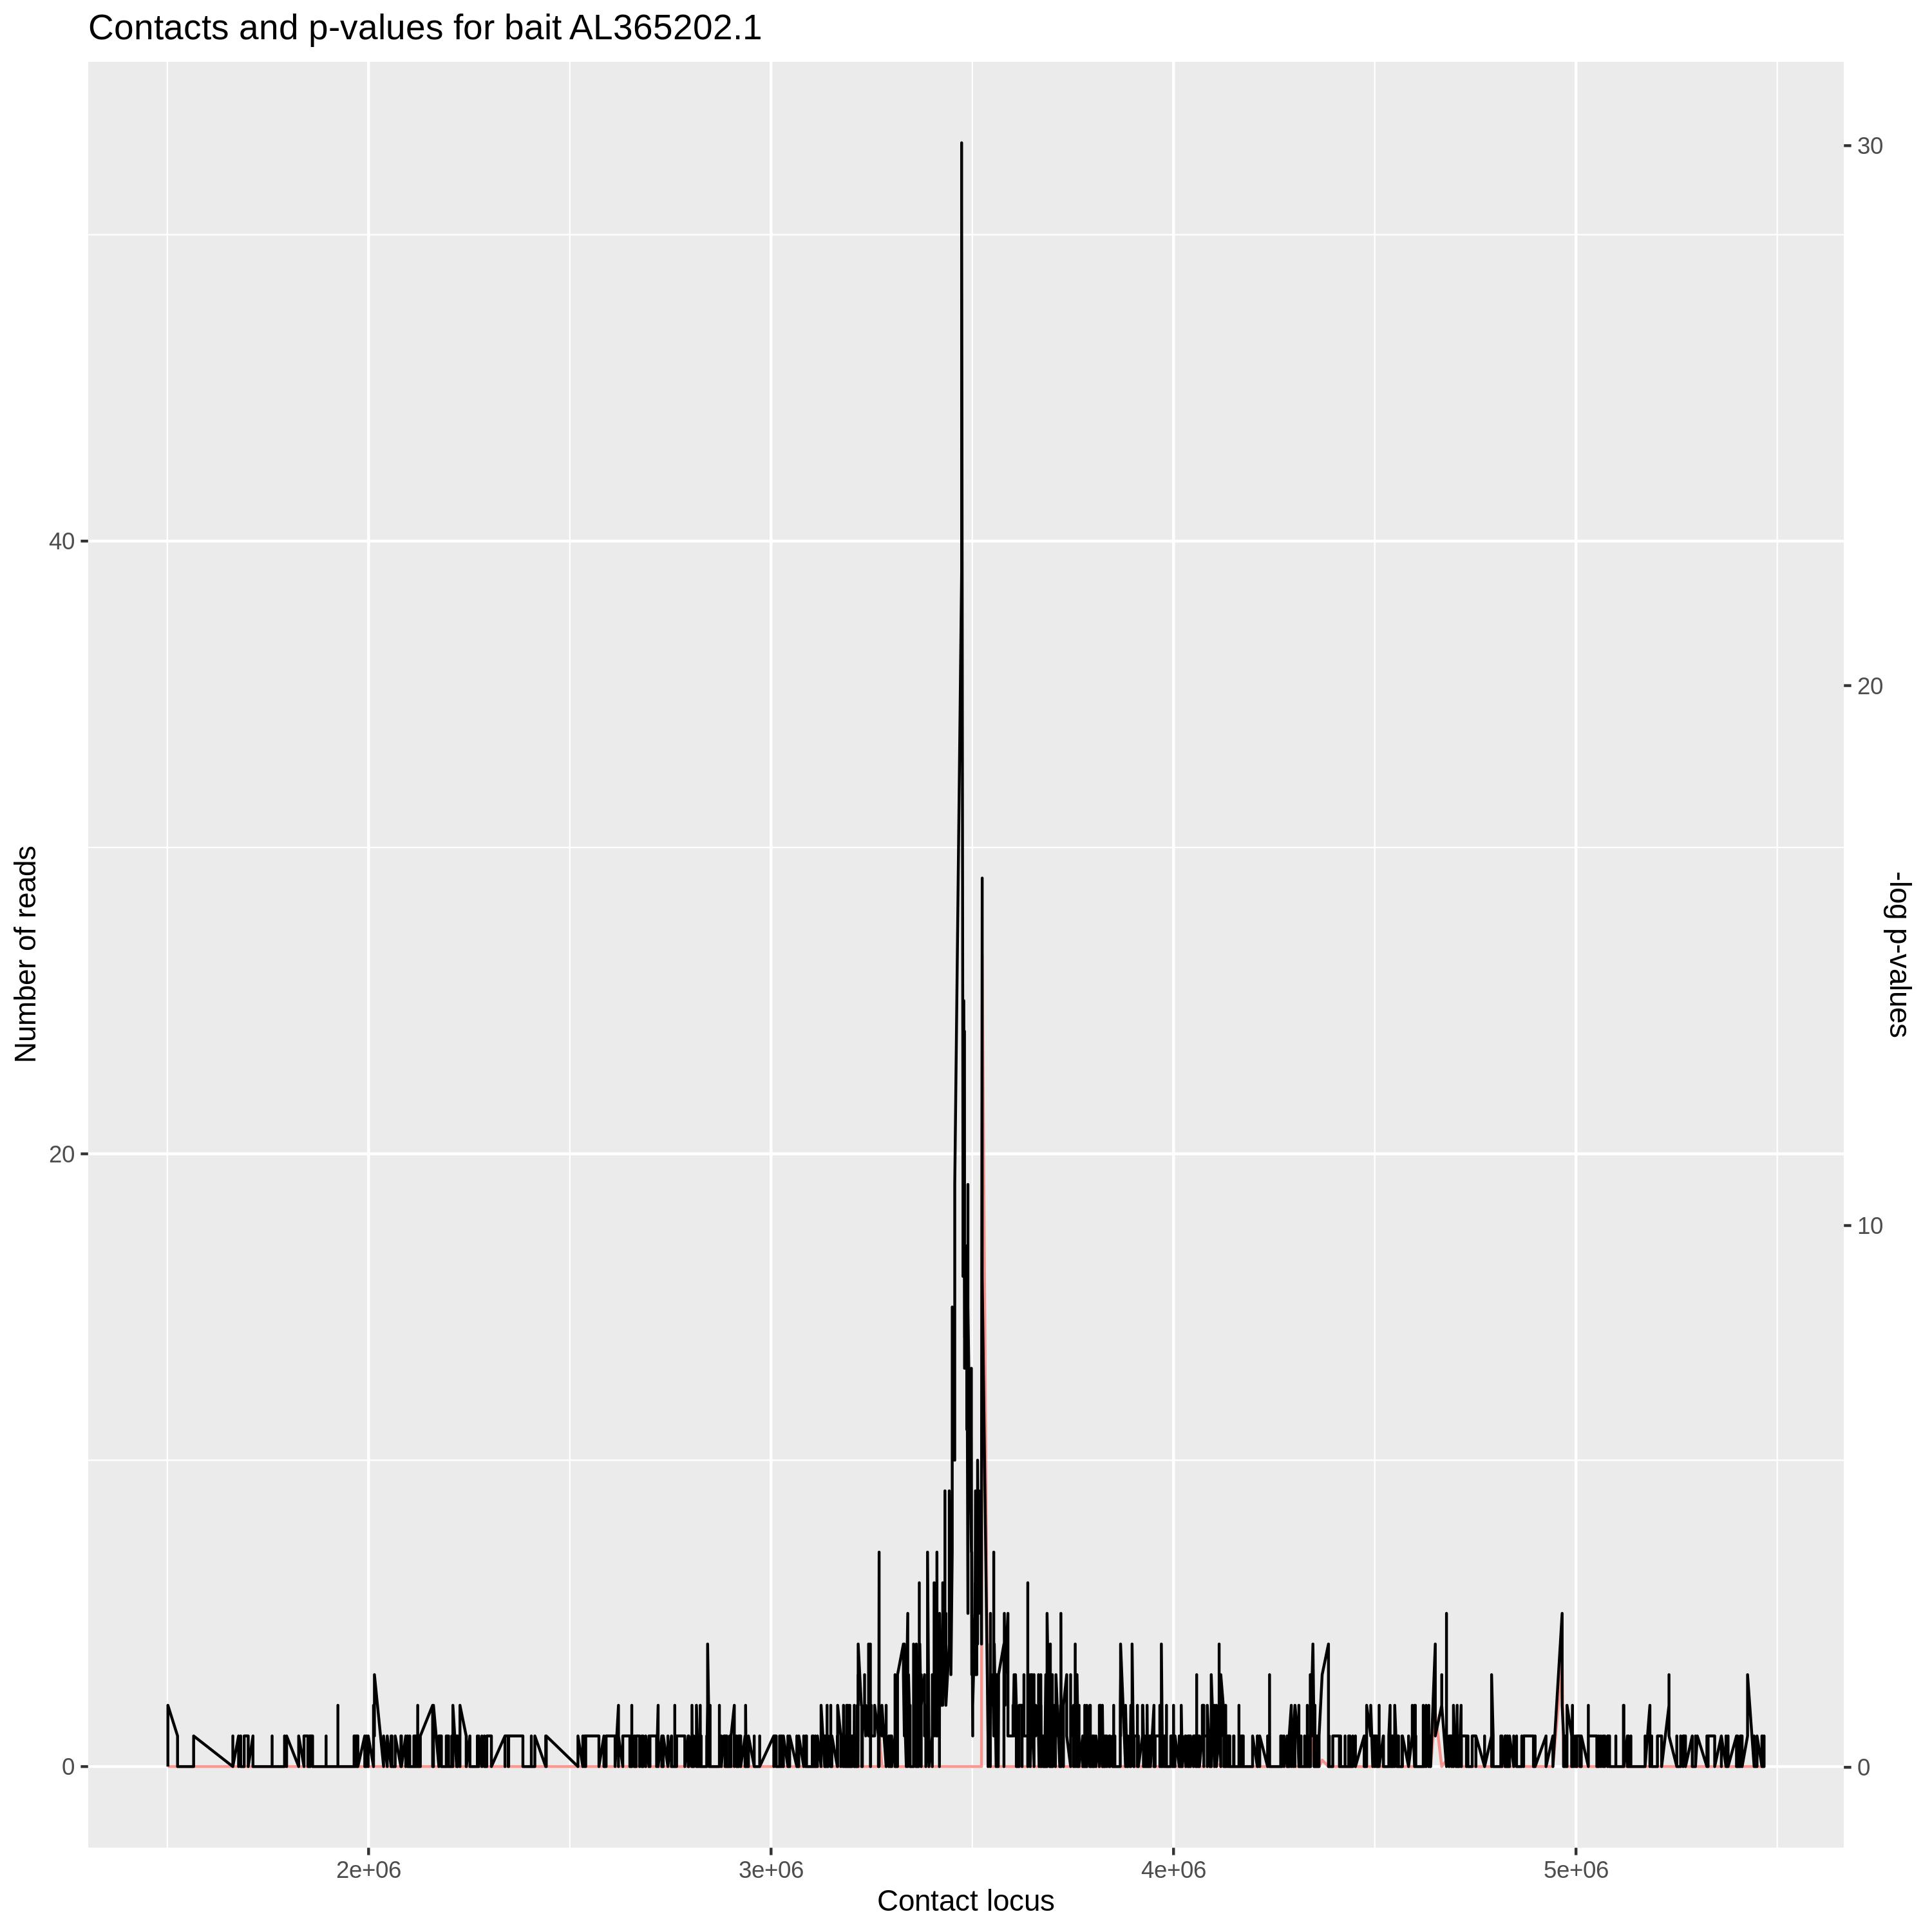 Contacts and p-values for bait AL365202.1
30
40
20
Number of reads
-log p-values
20
10
0
0
2e+06
3e+06
4e+06
5e+06
Contact locus